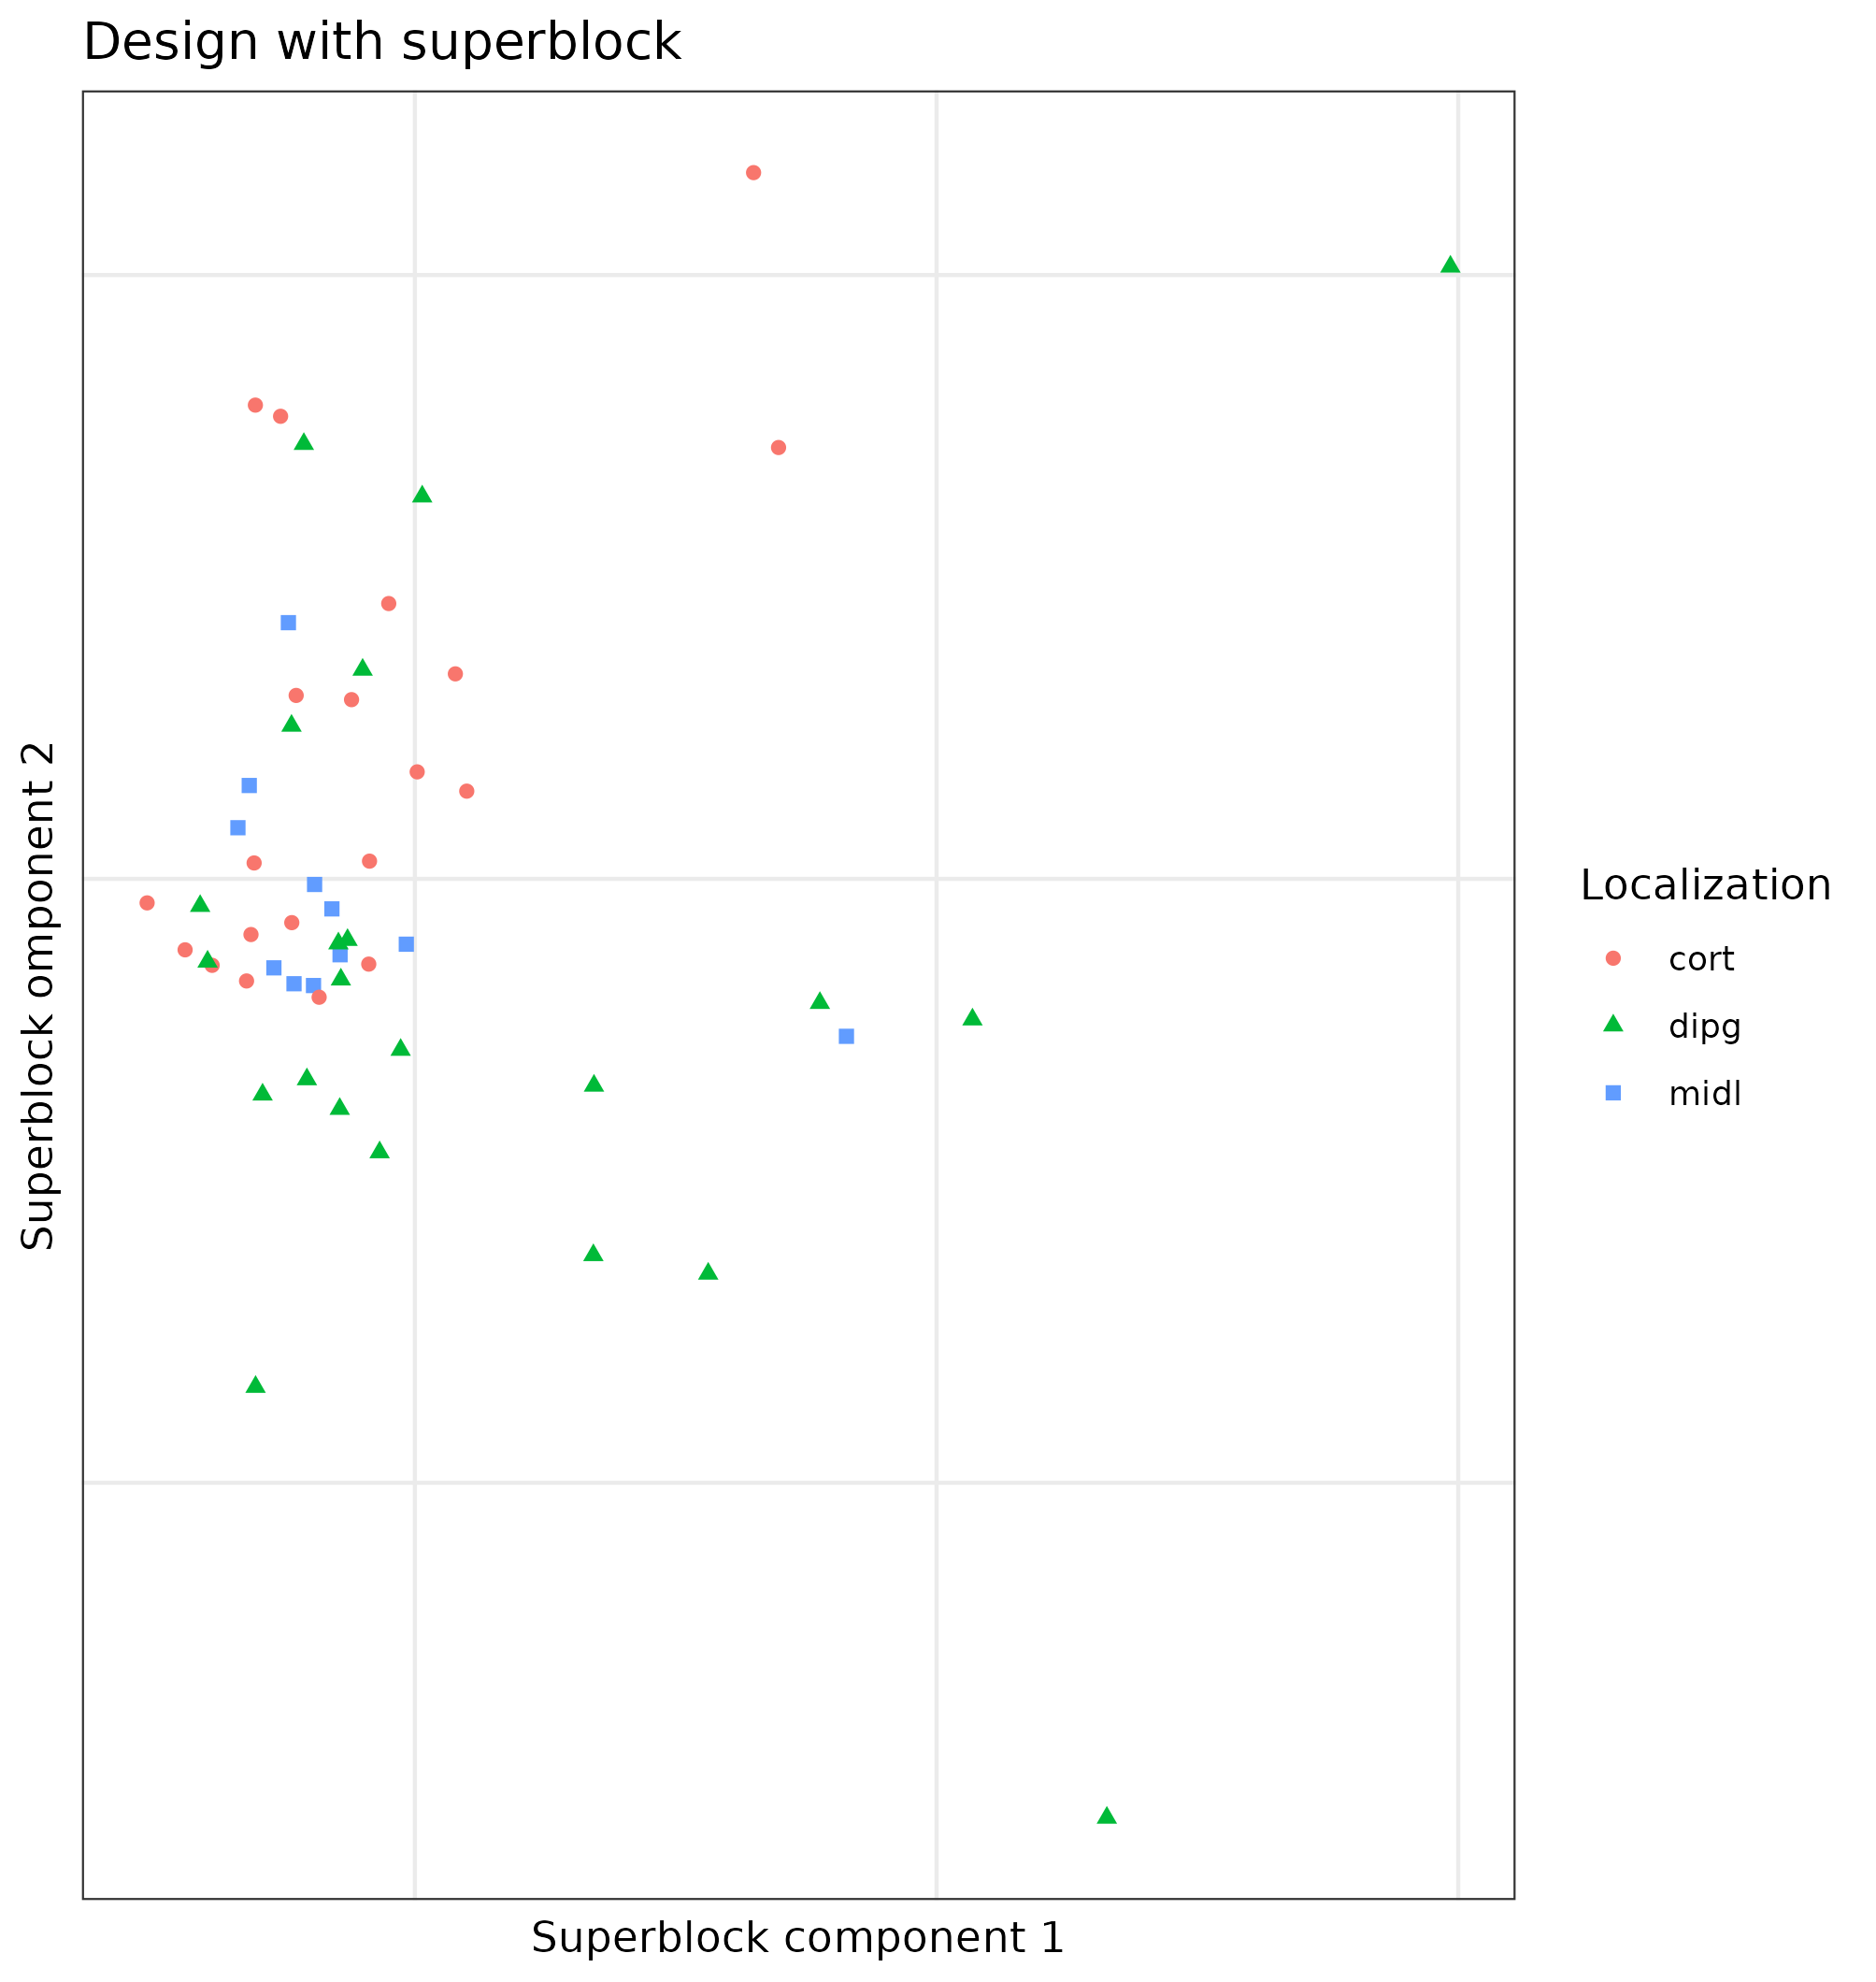 Design with superblock
Superblock omponent 2
Superblock component 1
Localization
cort
dipg
midl